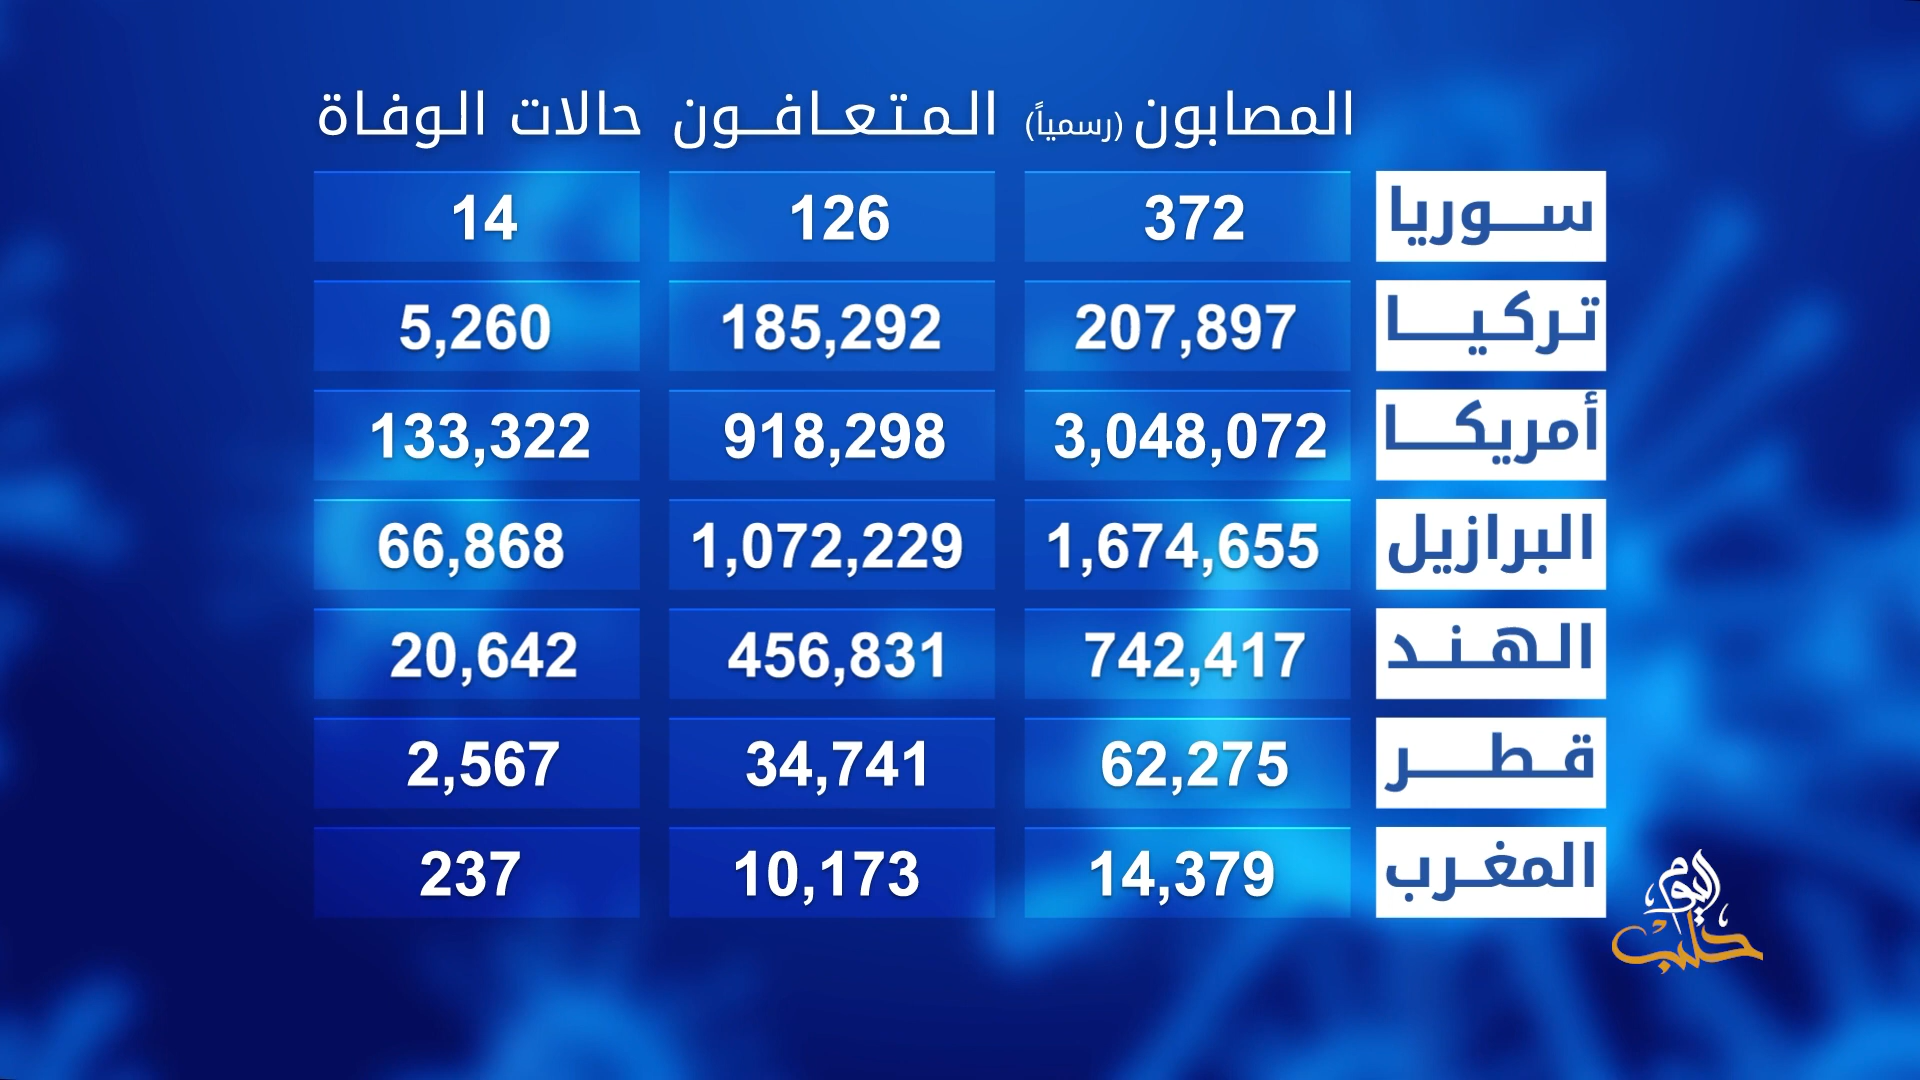 المصابون (رسمياً) المتعافون حالات الوفاة
سوريا 372 126 14
تركيا 207,897 185,292 5,260
أمريكا 3,048,072 918,298 133,322
البرازيل 1,674,655 1,072,229 66,868
الهند 742,417 456,831 20,642
قطر 62,275 34,741 2,567
المغرب 14,379 10,173 237
حلب اليوم